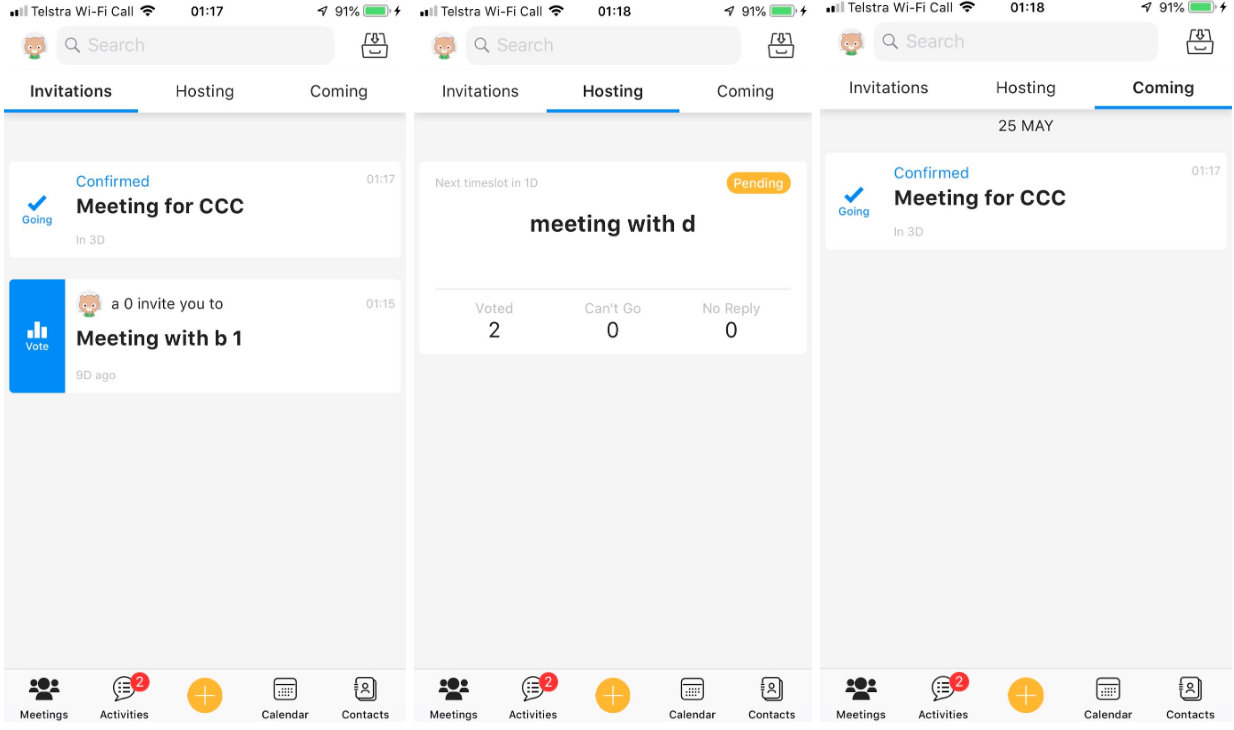 Telstra Wi-Fi Call 01:17 91%
Search
Invitations Hosting Coming
Confirmed 01:17
Meeting for CCC
Going
In 3D
a 0 invite you to 01:15
Meeting with b 1
Vote
9D ago
2
Meetings Activities Calendar Contacts
Telstra Wi-Fi Call 01:18 91%
Search
Invitations Hosting Coming
Next timeslot in 1D Pending
meeting with d
Voted Can't Go No Reply
2 0 0
2
Meetings Activities Calendar Contacts
Telstra Wi-Fi Call 01:18 91%
Search
Invitations Hosting Coming
25 MAY
Confirmed 01:17
Meeting for CCC
Going
In 3D
2
Meetings Activities Calendar Contacts